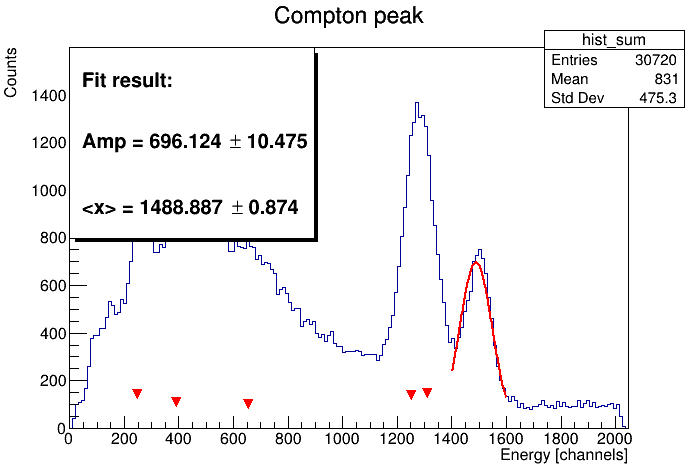 Compton peak
hist_sum
Entries 30720
Mean 831
Std Dev 475.3
Counts
Fit result:
Amp = 696.124 ± 10.475
<x> = 1488.887 ± 0.874
1400
1200
1000
800
600
400
200
0
0 200 400 600 800 1000 1200 1400 1600 1800 2000
Energy [channels]